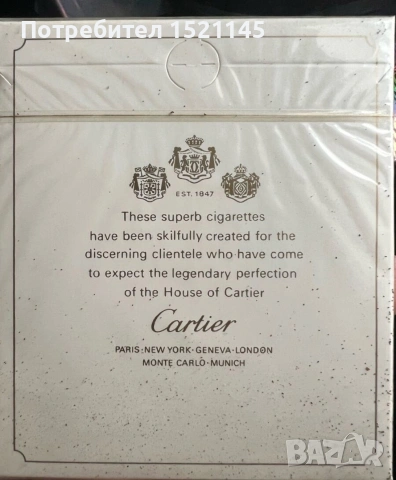 Потребител 1521145
EST. 1847
These superb cigarettes
have been skilfully created for the
discerning clientele who have come
to expect the legendary perfection
of the House of Cartier
Cartier
PARIS·NEW YORK·GENEVA·LONDON
MONTE CARLO·MUNICH
BAZAR